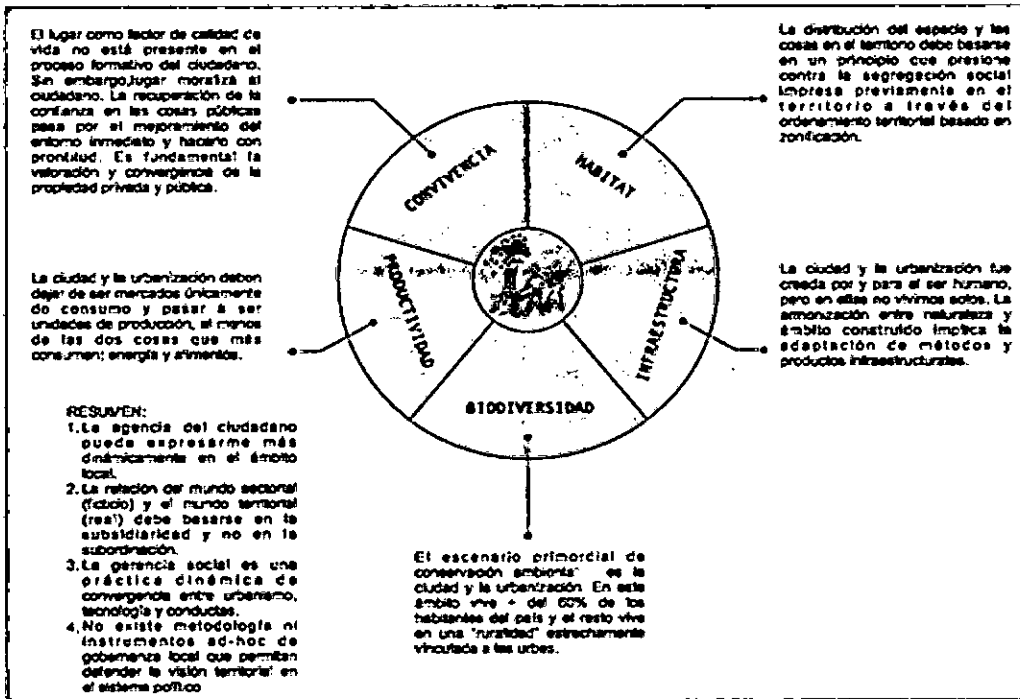 El lugar como factor de calidad de
vida no está presente en el
proceso formativo del ciudadano.
Sin embargo,lugar moraliza al
ciudadano. La recuperación de la
confianza en las cosas públicas
pasa por el mejoramiento del
entorno inmediato y hacerlo con
prontitud. Es fundamental la
valoración y convergencia de la
propiedad privada y pública.
La distribución del espacio y las
cosas en el territorio debe basarse
en un principio que presione
contra la segregación social
impresa previamente en el
territorio a través del
ordenamiento territorial basado en
zonificación.
CONVIVENCIA
HABITAT
PRODUCTIVIDAD
INFRAESTRUCTURA
BIODIVERSIDAD
La ciudad y la urbanización deben
dejar de ser mercados únicamente
de consumo y pasar a ser
unidades de producción, al menos
de las dos cosas que más
consumen: energía y alimentos.
La ciudad y la urbanización fue
creada por y para el ser humano,
pero en ellas no vivimos solos. La
armonización entre naturaleza y
ámbito construido implica la
adaptación de métodos y
productos infraestructurales.
RESUMEN:
1.La agencia del ciudadano
puede expresarme más
dinámicamente en el ámbito
local.
2.La relación del mundo sectorial
(ficticio) y el mundo territorial
(real) debe basarse en la
subsidiaridad y no en la
subordinación.
3.La gerencia social es una
práctica dinámica de
convergencia entre urbanismo,
tecnología y conductas.
4.No existe metodología ni
instrumentos ad-hoc de
gobernanza local que permitan
defender la visión territorial en
el sistema político
El escenario primordial de
conservación ambiental es la
ciudad y la urbanización. En este
ámbito vive + del 60% de los
habitantes del país y el resto vive
en una "ruralidad" estrechamente
vinculada a las urbes.